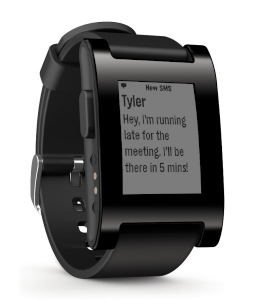 New SMS
Tyler
Hey, i'm running
late for the
meeting. i'll be
there in 5 mins!